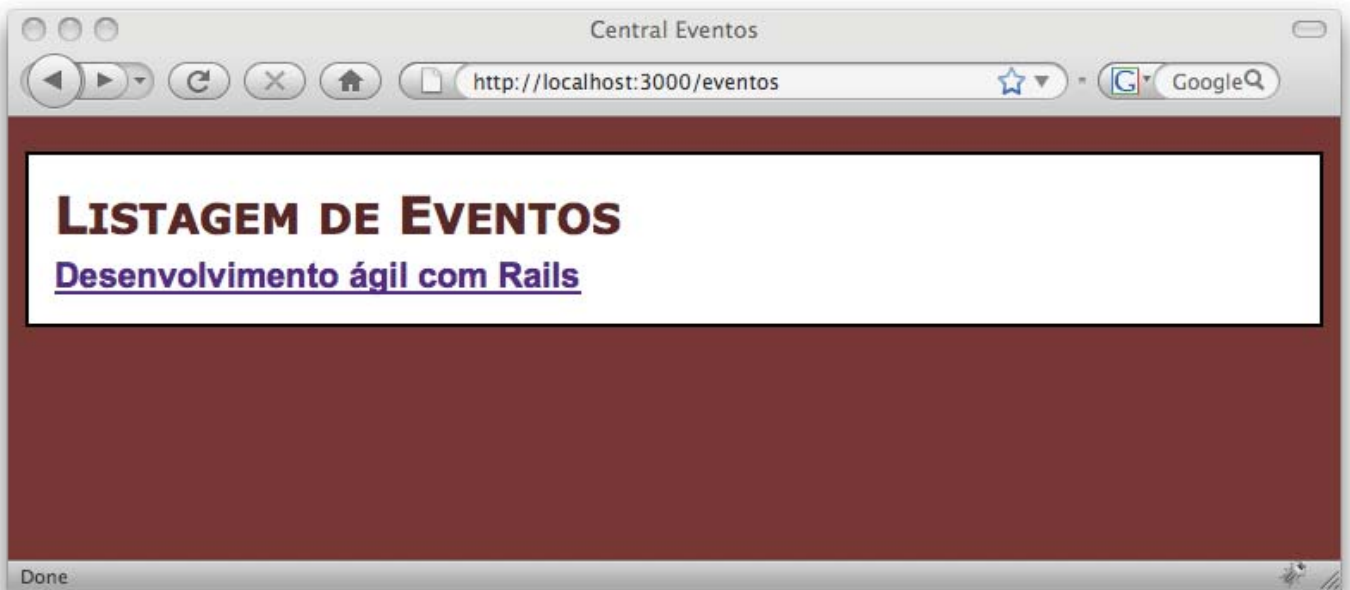 Central Eventos
http://localhost:3000/eventos
Google
Listagem de Eventos
Desenvolvimento ágil com Rails
Done